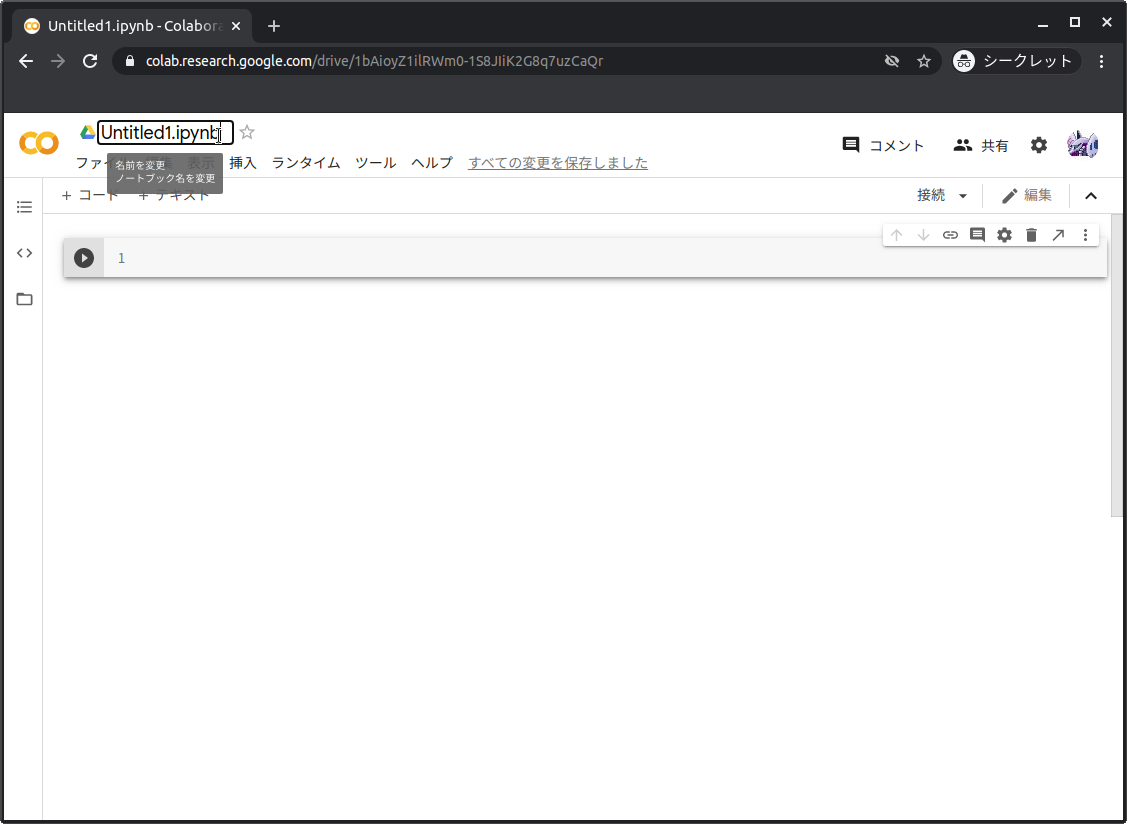 Untitled1.ipynb - Colabora
colab.research.google.com/drive/1bAioyZ1ilRWm0-1S8JIiK2G8q7uzCaQr
シークレット
Untitled1.ipynb
コメント
共有
ファイル 編集 表示 挿入 ランタイム ツール ヘルプ すべての変更を保存しました
名前を変更
ノートブック名を変更
+ コード + テキスト
接続
編集
1